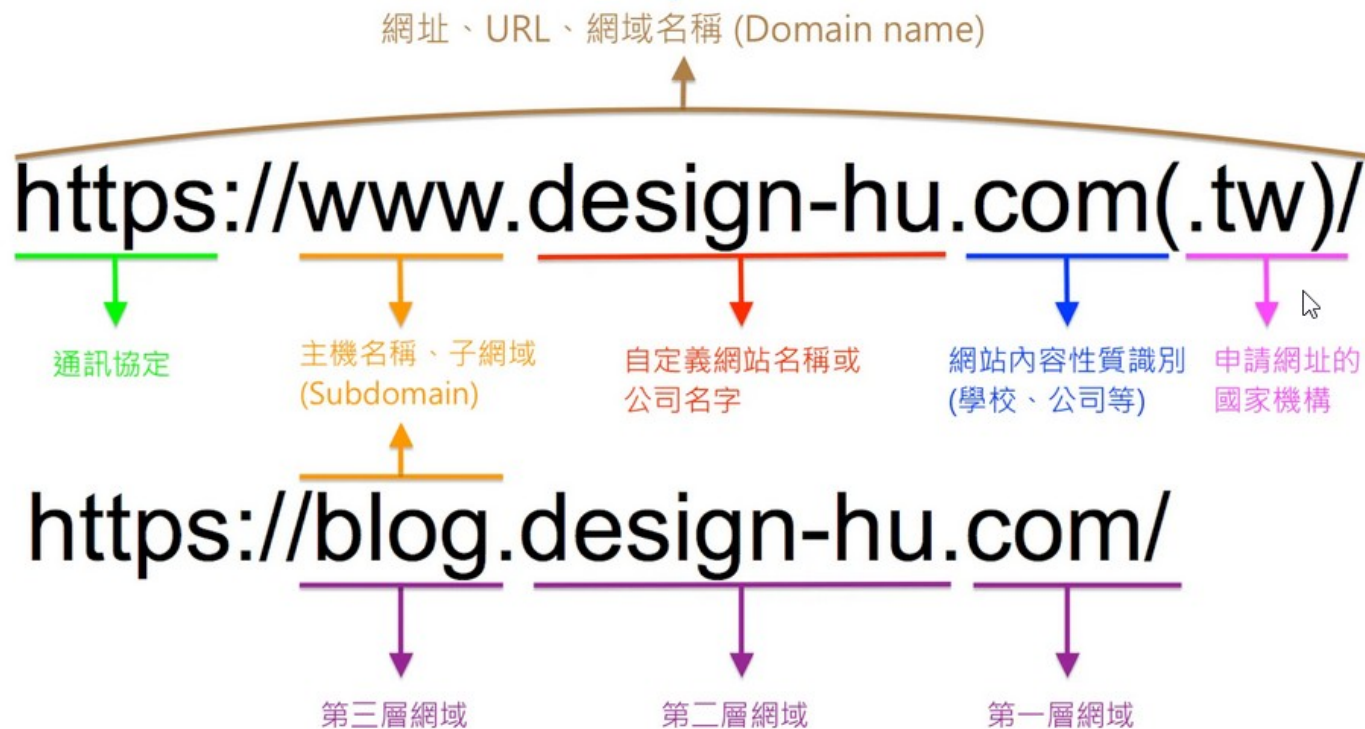 網址、URL、網域名稱 (Domain name)
https://www.design-hu.com(.tw)/
通訊協定
主機名稱、子網域
(Subdomain)
自定義網站名稱或
公司名字
網站內容性質識別
(學校、公司等)
申請網址的
國家機構
https://blog.design-hu.com/
第三層網域
第二層網域
第一層網域